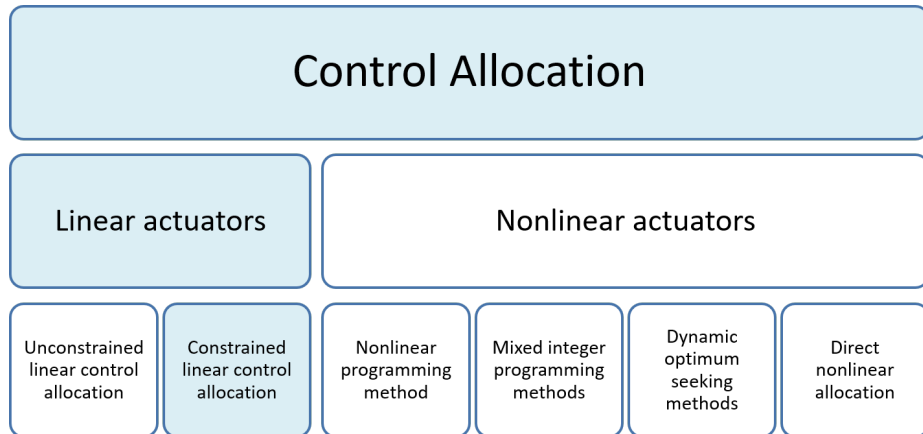 Control Allocation
Linear actuators
Nonlinear actuators
Unconstrained
linear control
allocation
Constrained
linear control
allocation
Nonlinear
programming
method
Mixed integer
programming
methods
Dynamic
optimum
seeking
methods
Direct
nonlinear
allocation